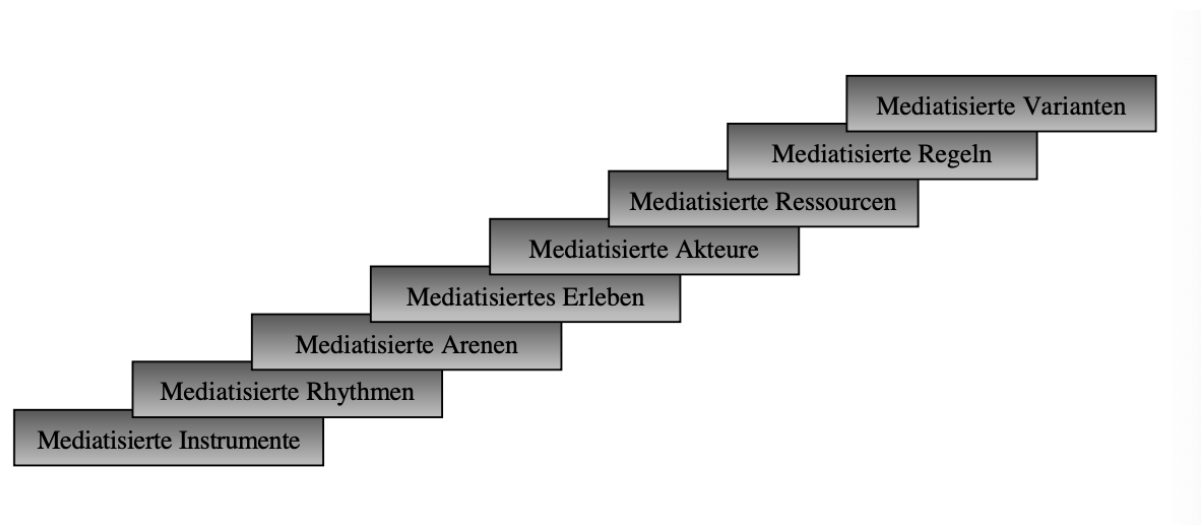 Mediatisierte Varianten
Mediatisierte Regeln
Mediatisierte Ressourcen
Mediatisierte Akteure
Mediatisiertes Erleben
Mediatisierte Arenen
Mediatisierte Rhythmen
Mediatisierte Instrumente